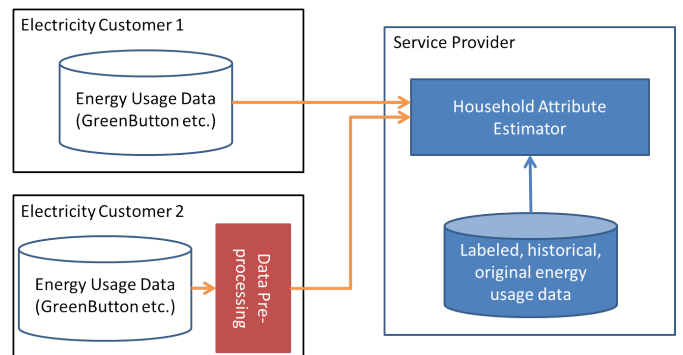 Electricity Customer 1
Energy Usage Data
(GreenButton etc.)
Service Provider
Household Attribute
Estimator
Labeled, historical,
original energy
usage data
Electricity Customer 2
Energy Usage Data
(GreenButton etc.)
Data Pre-
processing